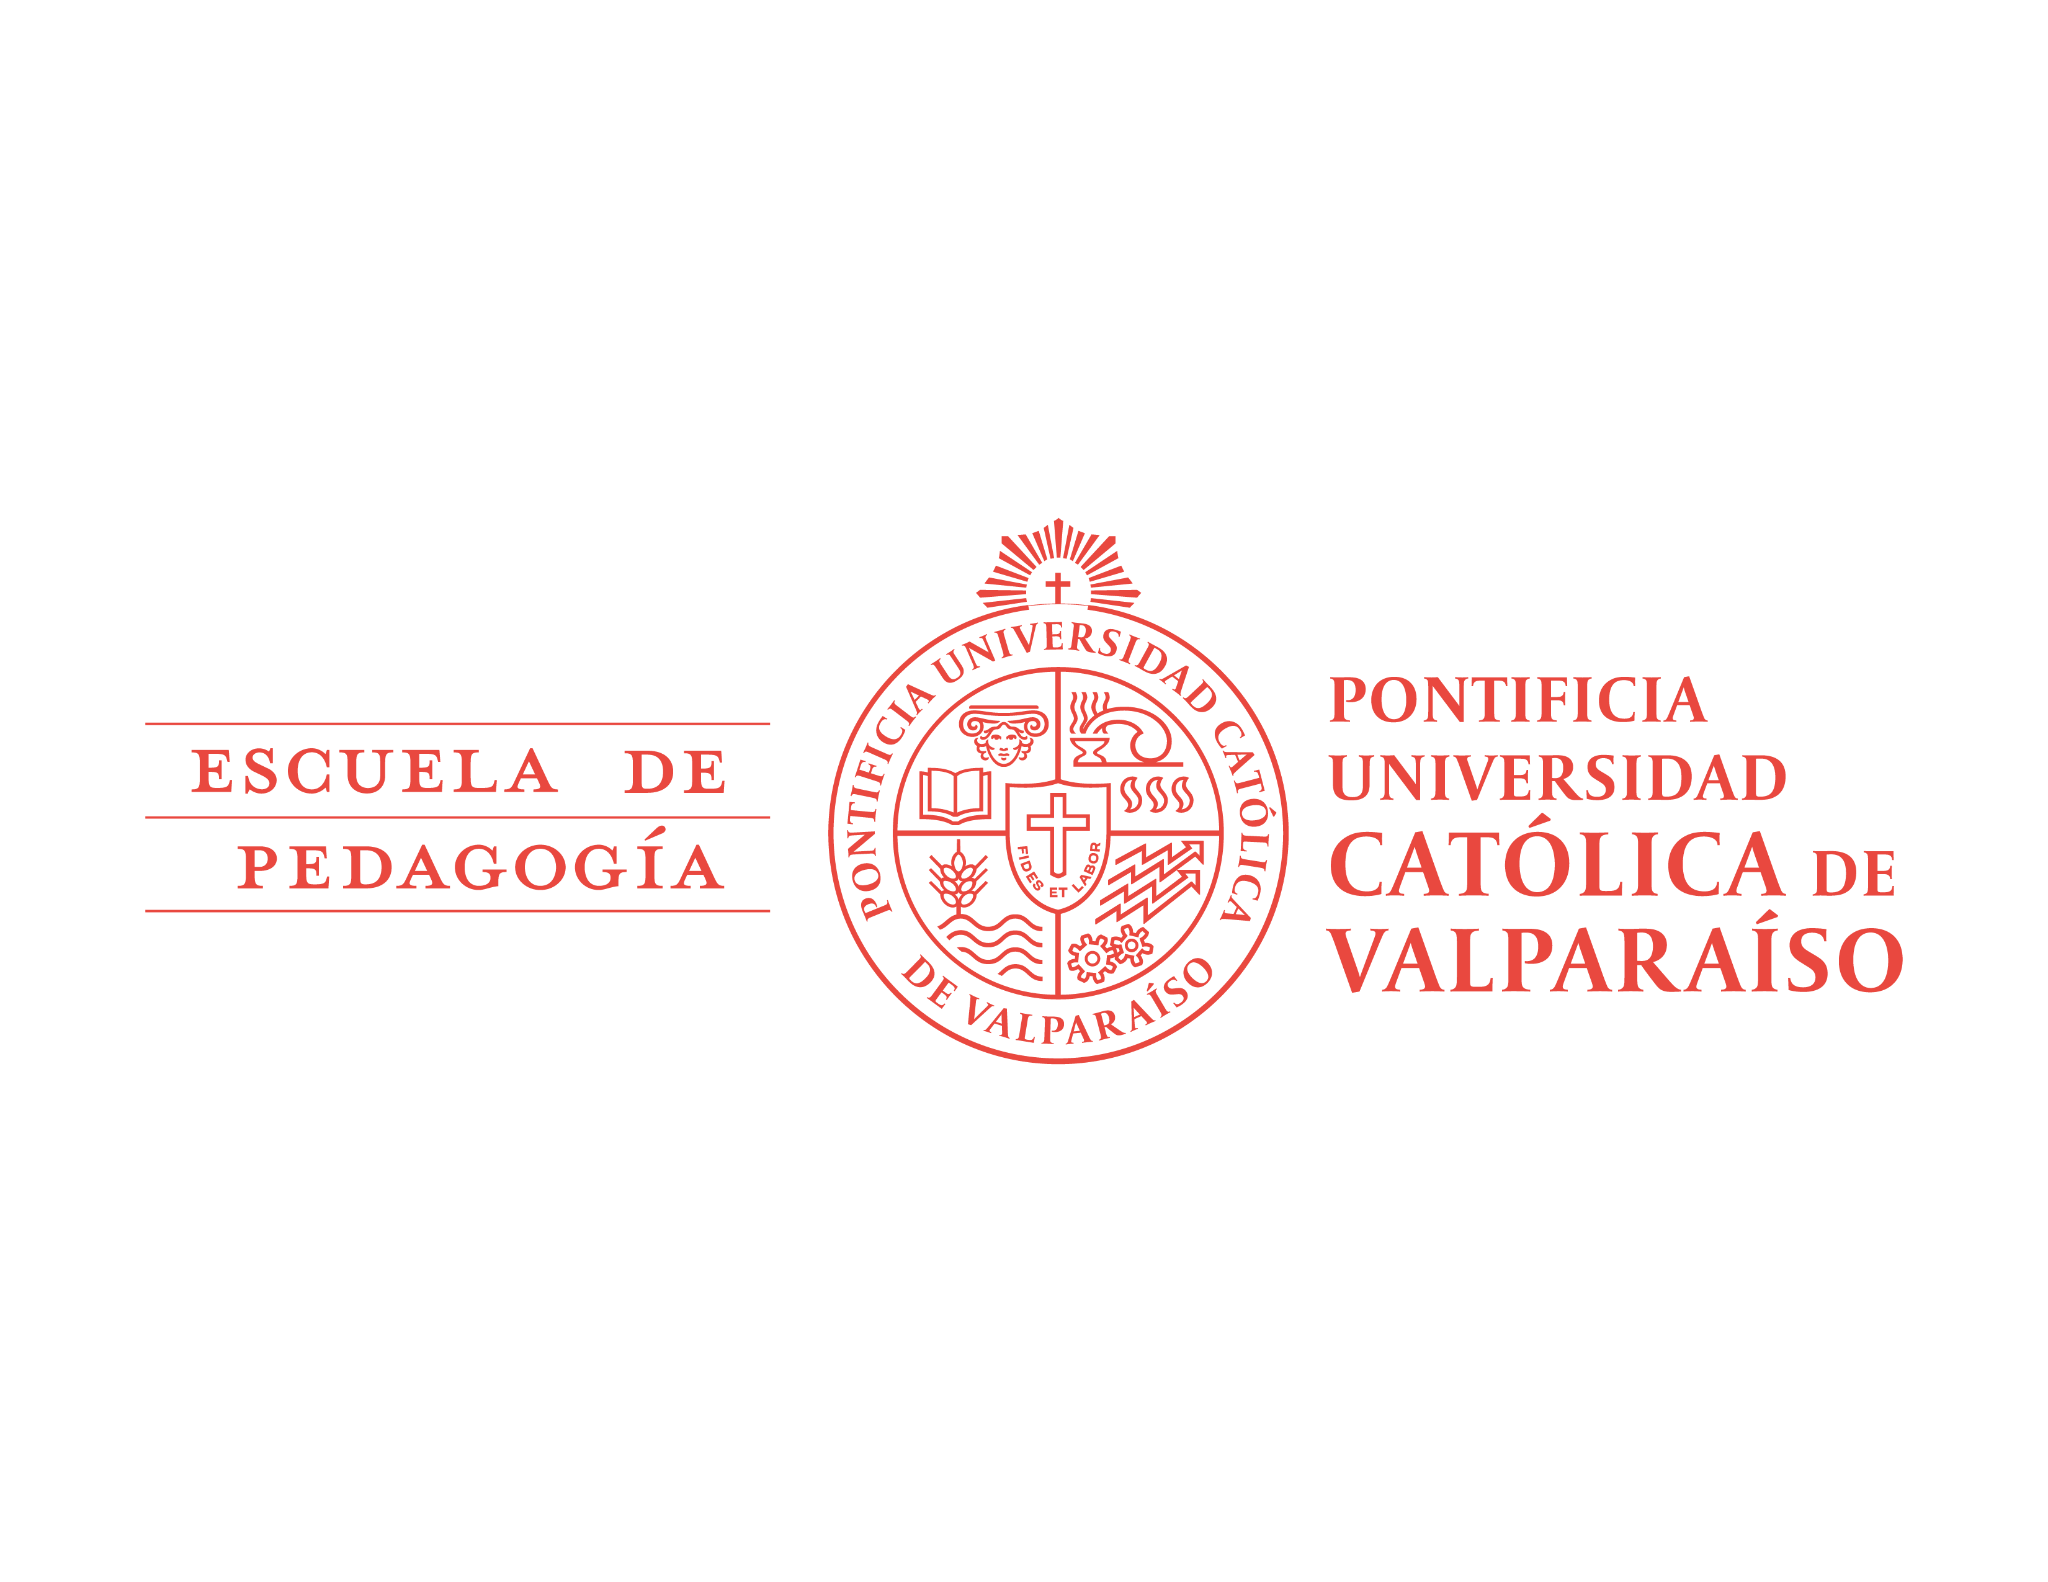 ESCUELA DE
PEDAGOGÍA
PONTIFICIA UNIVERSIDAD CATÓLICA
DE VALPARAÍSO
FIDES ET LABOR
PONTIFICIA
UNIVERSIDAD
CATÓLICA DE
VALPARAÍSO